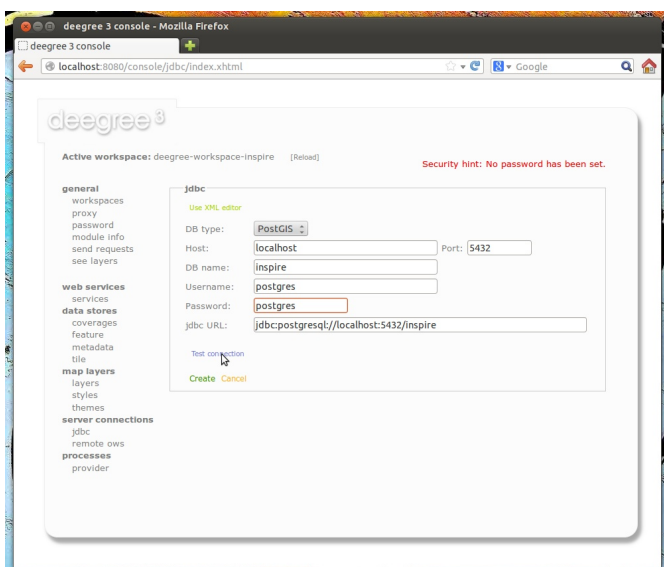 deegree 3 console - Mozilla Firefox
deegree 3 console
localhost:8080/console/jdbc/index.xhtml
Google
deegree 3
Active workspace: deegree-workspace-inspire [Reload]
Security hint: No password has been set.
general
workspaces
proxy
password
module info
send requests
see layers
web services
services
data stores
coverages
feature
metadata
tile
map layers
layers
styles
themes
server connections
jdbc
remote ows
processes
provider
jdbc
Use XML editor
DB type: PostGIS
Host: localhost Port: 5432
DB name: inspire
Username: postgres
Password: postgres
jdbc URL: jdbc:postgresql://localhost:5432/inspire
Test connection
Create Cancel